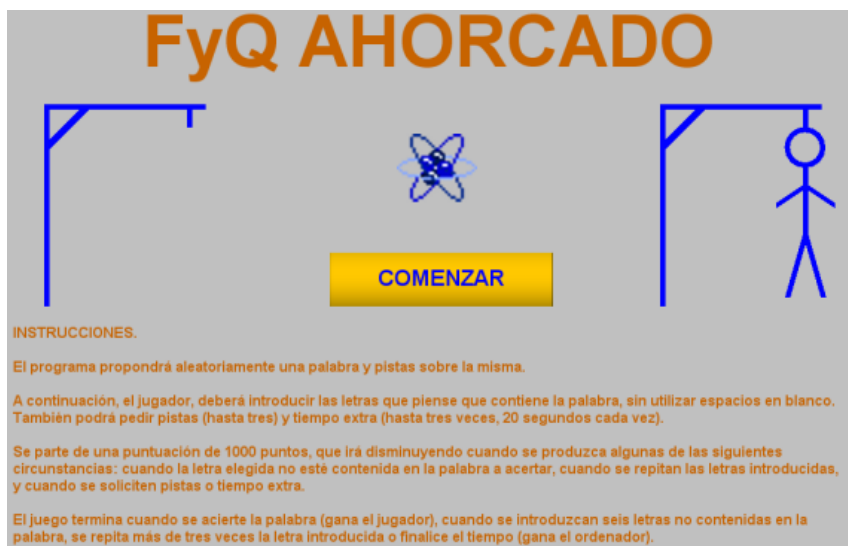 FyQ AHORCADO
COMENZAR
INSTRUCCIONES.
El programa propondrá aleatoriamente una palabra y pistas sobre la misma.
A continuación, el jugador, deberá introducir las letras que piense que contiene la palabra, sin utilizar espacios en blanco.
También podrá pedir pistas (hasta tres) y tiempo extra (hasta tres veces, 20 segundos cada vez).
Se parte de una puntuación de 1000 puntos, que irá disminuyendo cuando se produzca algunas de las siguientes
circunstancias: cuando la letra elegida no esté contenida en la palabra a acertar, cuando se repitan las letras introducidas,
y cuando se soliciten pistas o tiempo extra.
El juego termina cuando se acierte la palabra (gana el jugador), cuando se introduzcan seis letras no contenidas en la
palabra, se repita más de tres veces la letra introducida o finalice el tiempo (gana el ordenador).